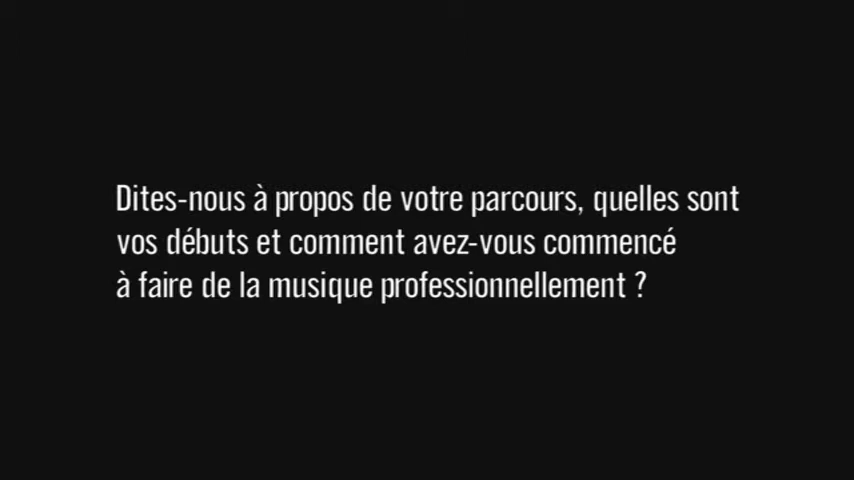 Dites-nous à propos de votre parcours, quelles sont
vos débuts et comment avez-vous commencé
à faire de la musique professionnellement ?